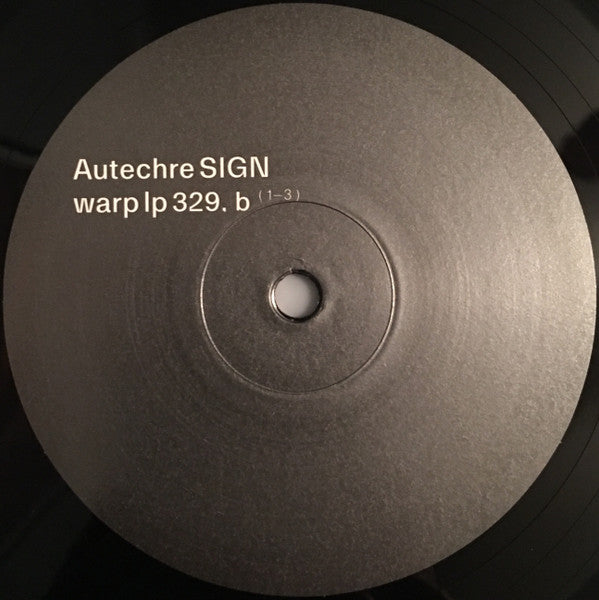 Autechre SIGN
warp lp 329. b (1–3)